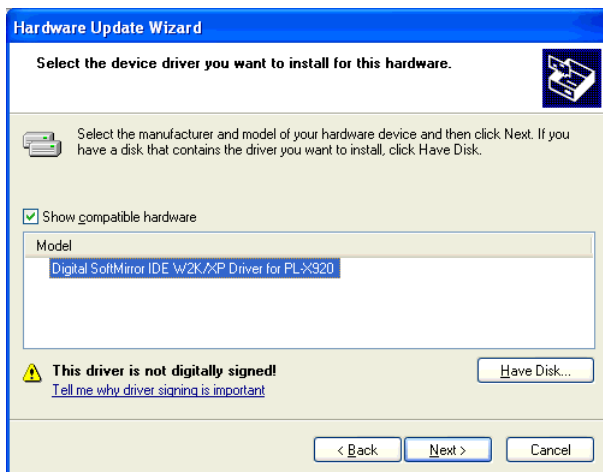 Hardware Update Wizard
Select the device driver you want to install for this hardware.
Select the manufacturer and model of your hardware device and then click Next. If you
have a disk that contains the driver you want to install, click Have Disk.
Show compatible hardware
Model
Digital SoftMirror IDE W2K/XP Driver for PL-X920
This driver is not digitally signed!
Tell me why driver signing is important
Have Disk...
< Back
Next >
Cancel